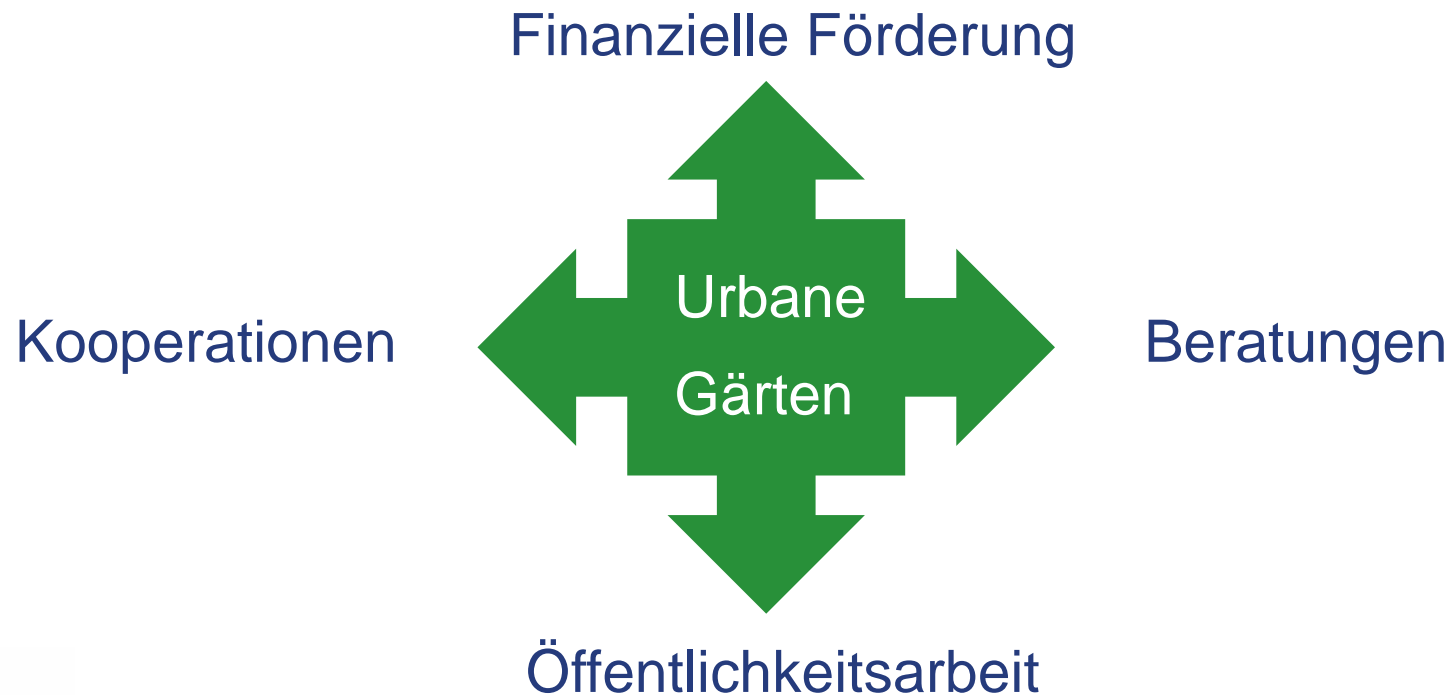 Finanzielle Förderung
Urbane
Gärten
Kooperationen
Beratungen
Öffentlichkeitsarbeit